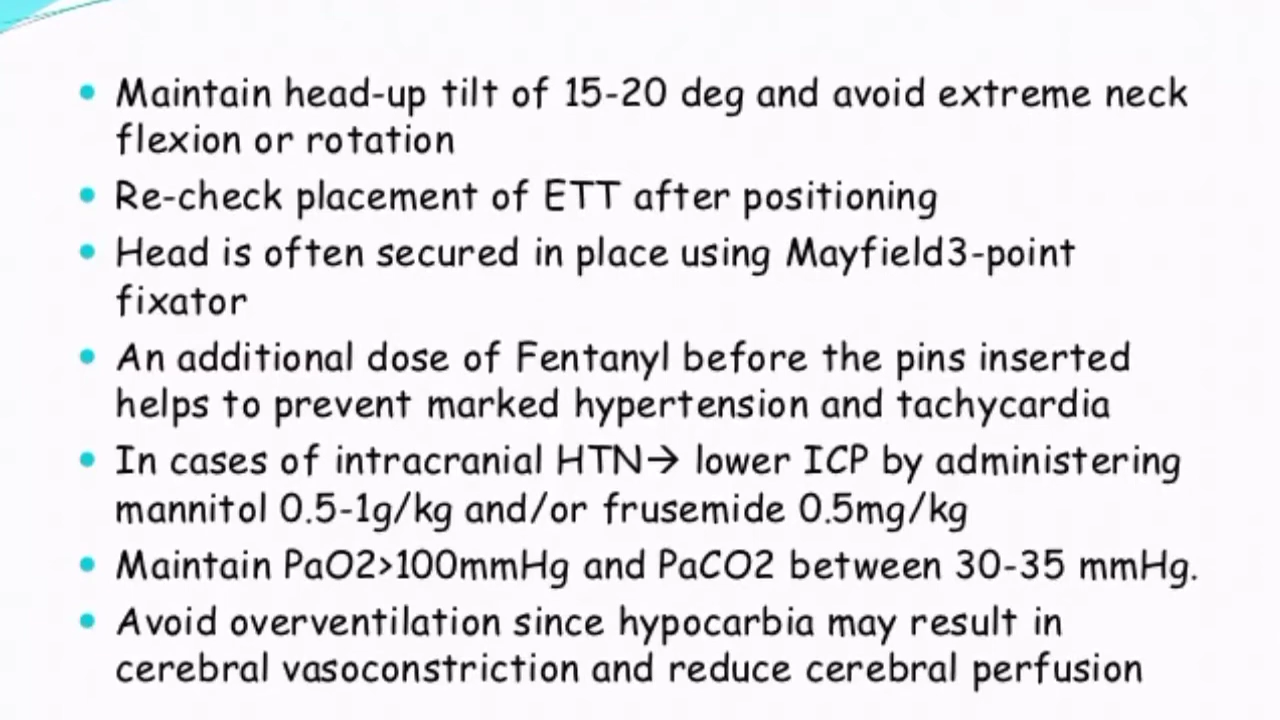 • Maintain head-up tilt of 15-20 deg and avoid extreme neck
flexion or rotation
• Re-check placement of ETT after positioning
• Head is often secured in place using Mayfield3-point
fixator
• An additional dose of Fentanyl before the pins inserted
helps to prevent marked hypertension and tachycardia
• In cases of intracranial HTN→ lower ICP by administering
mannitol 0.5-1g/kg and/or frusemide 0.5mg/kg
• Maintain PaO2>100mmHg and PaCO2 between 30-35 mmHg.
• Avoid overventilation since hypocarbia may result in
cerebral vasoconstriction and reduce cerebral perfusion